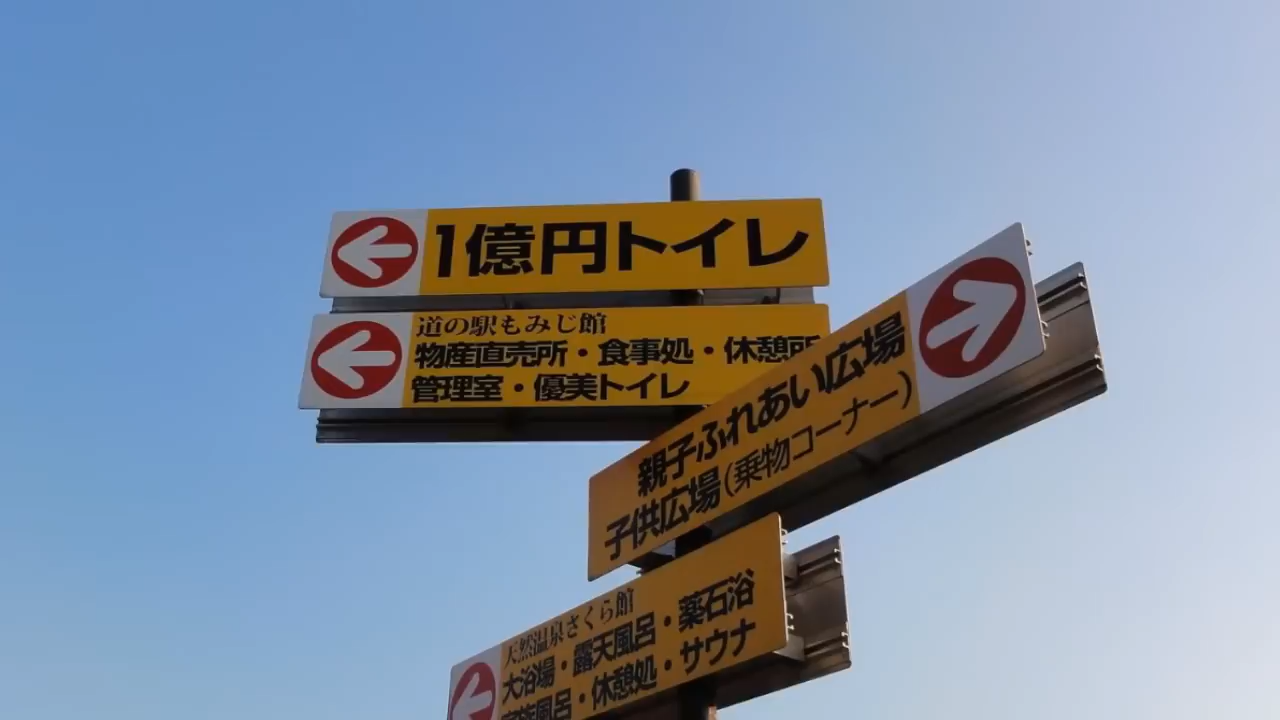 1億円トイレ
道の駅もみじ館
物産直売所・食事処・休憩所
管理室・優美トイレ
親子ふれあい広場
子供広場(乗物コーナー)
天然温泉さくら館
大浴場・露天風呂・薬石浴
家族風呂・休憩処・サウナ